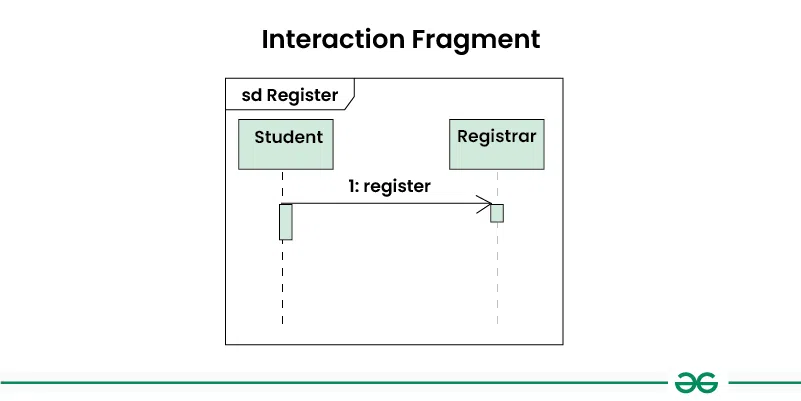 Interaction Fragment
sd Register
Student
Registrar
1: register